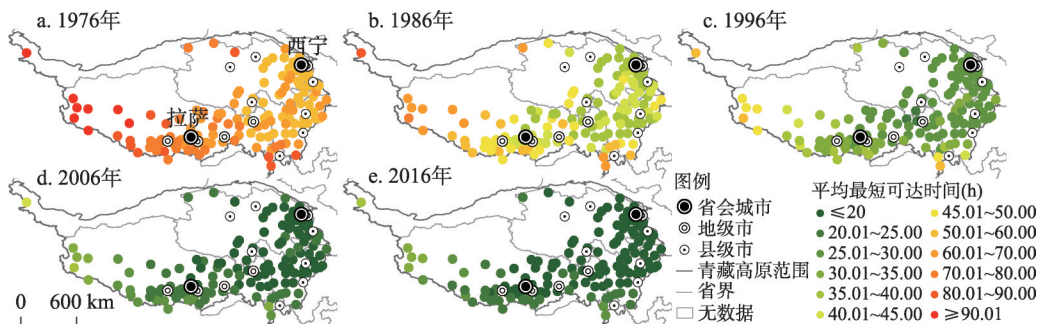 a. 1976年
西宁
拉萨
b. 1986年
c. 1996年
d. 2006年
0 600 km
e. 2016年
图例
省会城市
地级市
县级市
青藏高原范围
省界
无数据
平均最短可达时间(h)
≤20
20.01~25.00
25.01~30.00
30.01~35.00
35.01~40.00
40.01~45.00
45.01~50.00
50.01~60.00
60.01~70.00
70.01~80.00
80.01~90.00
≥90.01